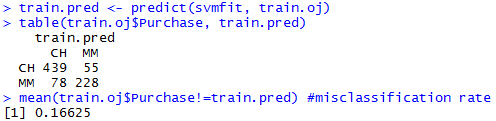 > train.pred <- predict(svmfit, train.oj)
> table(train.oj$Purchase, train.pred)
    train.pred
      CH  MM
  CH 439  55
  MM  78 228
> mean(train.oj$Purchase!=train.pred) #misclassification rate
[1] 0.16625